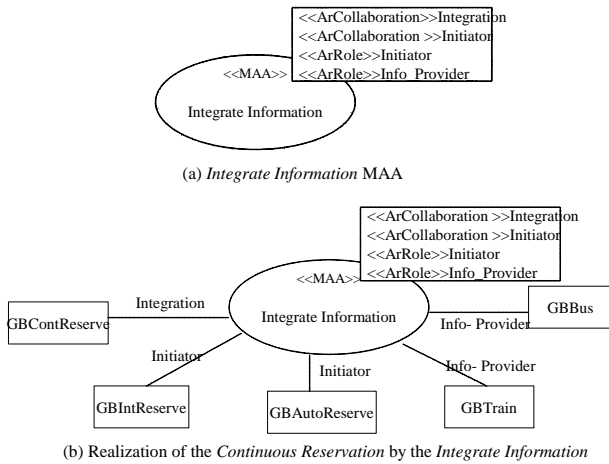 <<ArCollaboration>>Integration
<<ArCollaboration >>Initiator
<<ArRole>>Initiator
<<ArRole>>Info_Provider
<<MAA>>
Integrate Information
(a) Integrate Information MAA
<<ArCollaboration >>Integration
<<ArCollaboration >>Initiator
<<ArRole>>Initiator
<<ArRole>>Info_Provider
<<MAA>>
Integrate Information
Integration
GBContReserve
GBBus
Info- Provider
Initiator
Initiator
Info- Provider
GBIntReserve
GBAutoReserve
GBTrain
(b) Realization of the Continuous Reservation by the Integrate Information